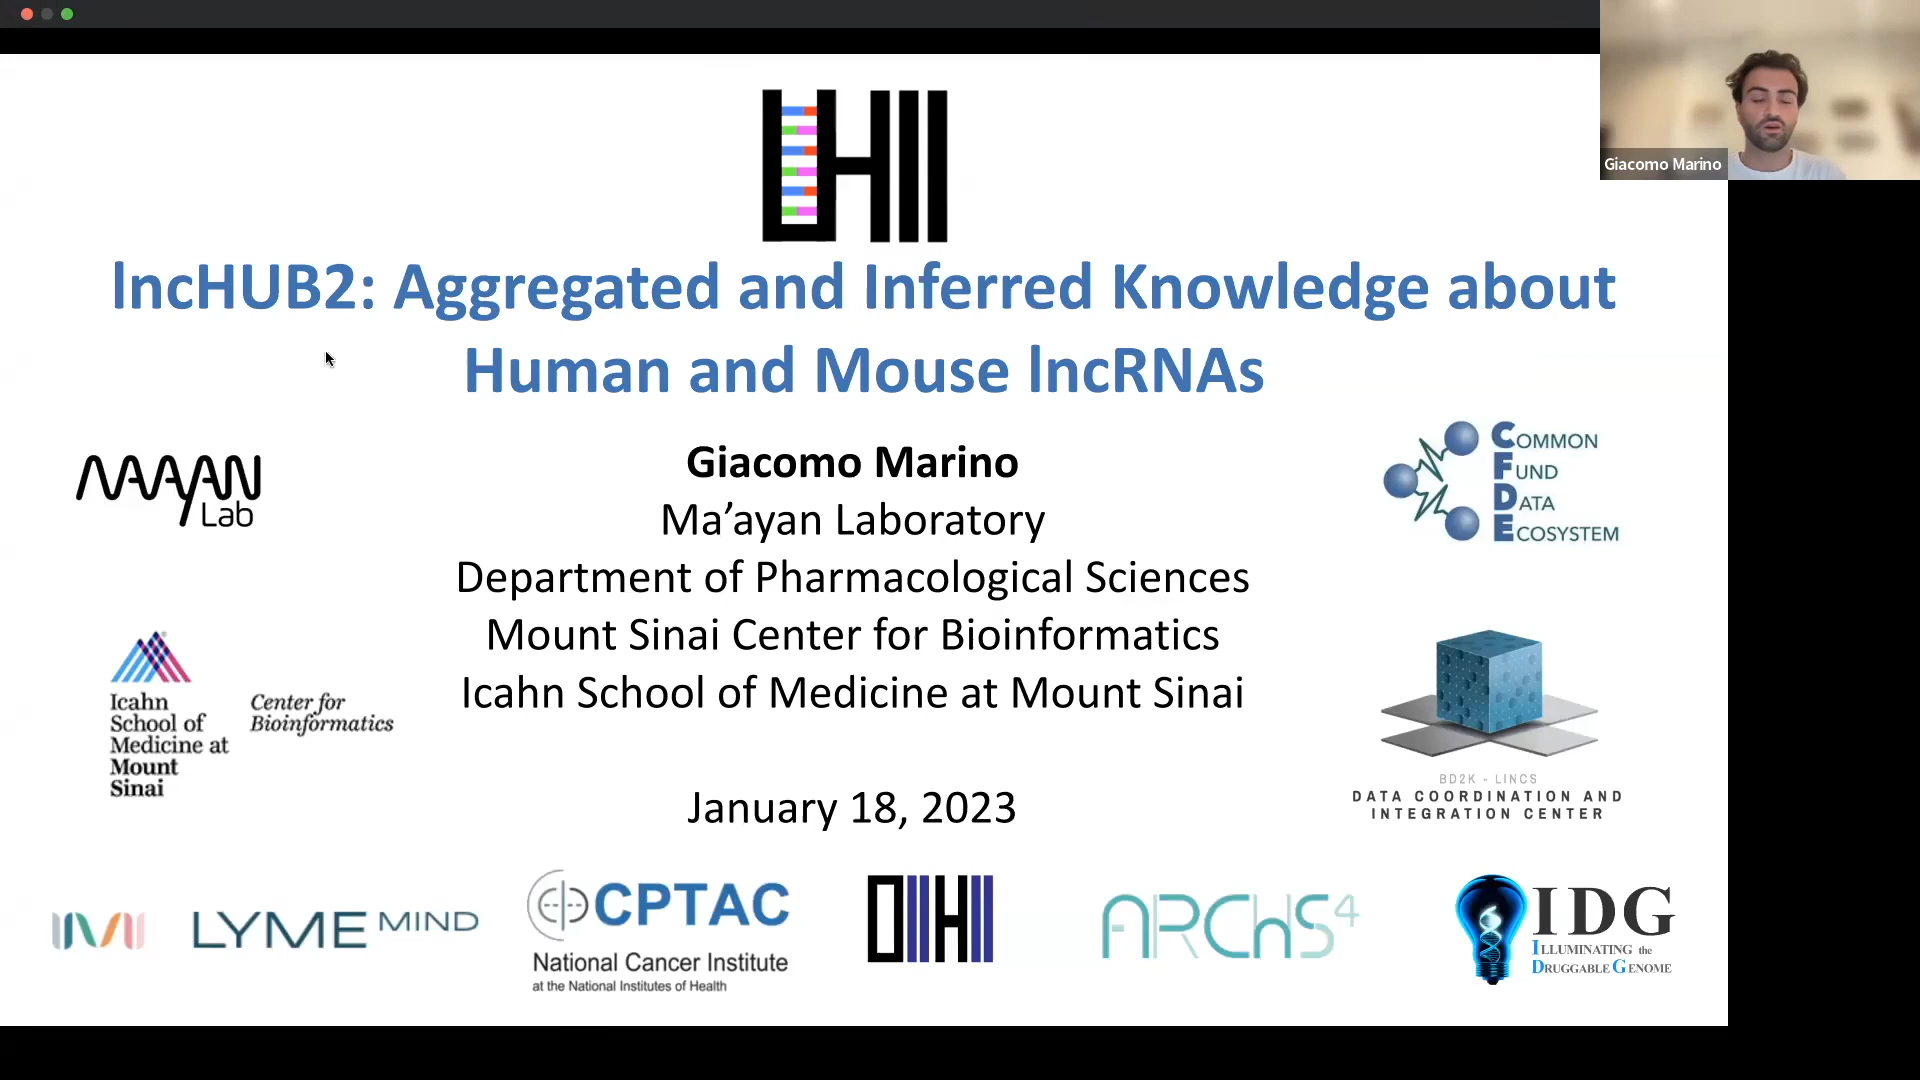 Giacomo Marino
lncHUB2: Aggregated and Inferred Knowledge about
Human and Mouse lncRNAs
Giacomo Marino
Ma’ayan Laboratory
Department of Pharmacological Sciences
Mount Sinai Center for Bioinformatics
Icahn School of Medicine at Mount Sinai
January 18, 2023
MAAYAN
Lab
COMMON
FUND
DATA
ECOSYSTEM
Icahn
School of
Medicine at
Mount
Sinai
Center for
Bioinformatics
BD2K - LINCS
DATA COORDINATION AND
INTEGRATION CENTER
LYME MIND
CPTAC
National Cancer Institute
at the National Institutes of Health
ARCHS4
IDG
ILLUMINATING the
DRUGGABLE GENOME